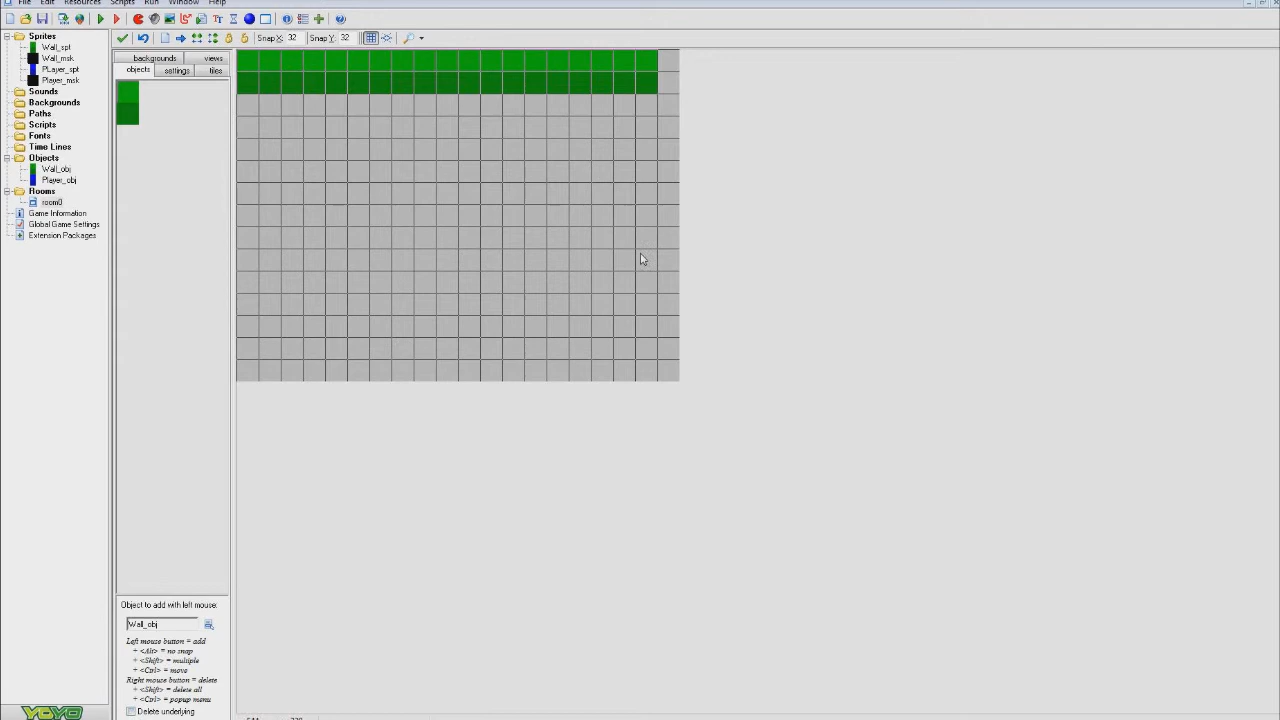 File Edit Resources Scripts Run Window Help
Snap X: 32 Snap Y: 32
Sprites
Wall_spt
Wall_msk
PLayer_spt
Player_msk
Sounds
Backgrounds
Paths
Scripts
Fonts
Time Lines
Objects
Wall_obj
Player_obj
Rooms
room0
Game Information
Global Game Settings
Extension Packages
backgrounds views
objects settings tiles
Object to add with left mouse:
Wall_obj
Left mouse button = add
+ <Alt> = no snap
+ <Shift> = multiple
+ <Ctrl> = move
Right mouse button = delete
+ <Shift> = delete all
+ <Ctrl> = popup menu
Delete underlying
YOYO